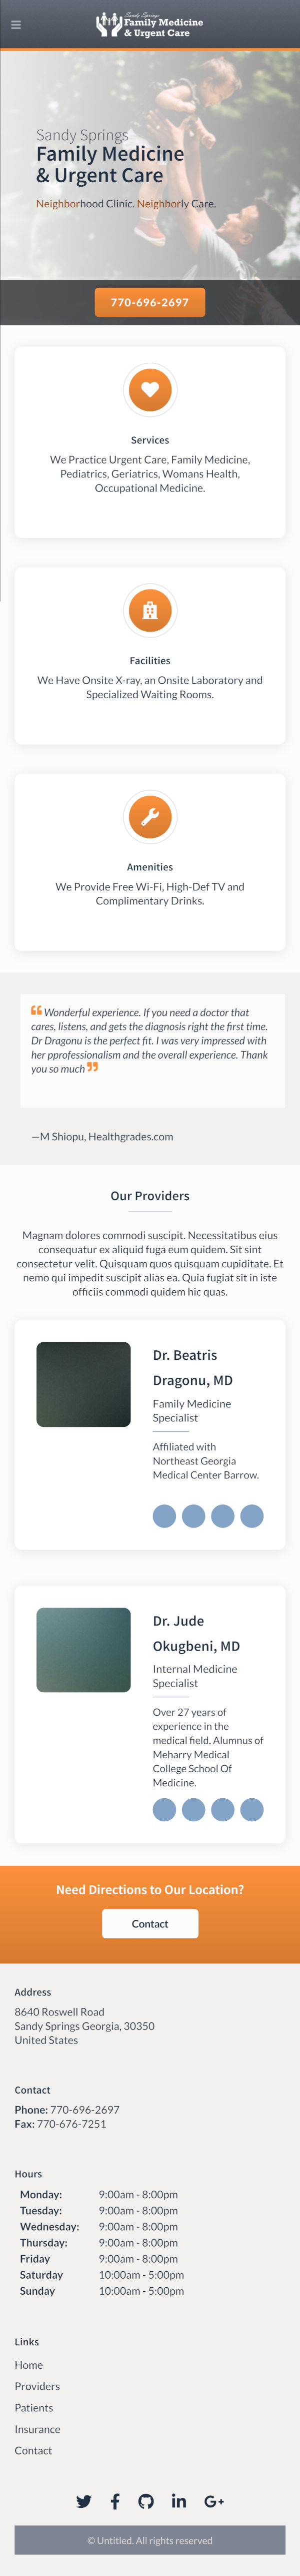 Sandy Springs
Family Medicine
& Urgent Care
Sandy Springs
Family Medicine
& Urgent Care
Neighborhood Clinic. Neighborly Care.
770-696-2697
Services
We Practice Urgent Care, Family Medicine,
Pediatrics, Geriatrics, Womans Health,
Occupational Medicine.
Facilities
We Have Onsite X-ray, an Onsite Laboratory and
Specialized Waiting Rooms.
Amenities
We Provide Free Wi-Fi, High-Def TV and
Complimentary Drinks.
❝ Wonderful experience. If you need a doctor that
cares, listens, and gets the diagnosis right the first time.
Dr Dragonu is the perfect fit. I was very impressed with
her pprofessionalism and the overall experience. Thank
you so much ❞
—M Shiopu, Healthgrades.com
Our Providers
Magnam dolores commodi suscipit. Necessitatibus eius
consequatur ex aliquid fuga eum quidem. Sit sint
consectetur velit. Quisquam quos quisquam cupiditate. Et
nemo qui impedit suscipit alias ea. Quia fugiat sit in iste
officiis commodi quidem hic quas.
Dr. Beatris
Dragonu, MD
Family Medicine
Specialist
Affiliated with
Northeast Georgia
Medical Center Barrow.
Dr. Jude
Okugbeni, MD
Internal Medicine
Specialist
Over 27 years of
experience in the
medical field. Alumnus of
Meharry Medical
College School Of
Medicine.
Need Directions to Our Location?
Contact
Address
8640 Roswell Road
Sandy Springs Georgia, 30350
United States
Contact
Phone: 770-696-2697
Fax: 770-676-7251
Hours
Monday: 9:00am - 8:00pm
Tuesday: 9:00am - 8:00pm
Wednesday: 9:00am - 8:00pm
Thursday: 9:00am - 8:00pm
Friday 9:00am - 8:00pm
Saturday 10:00am - 5:00pm
Sunday 10:00am - 5:00pm
Links
Home
Providers
Patients
Insurance
Contact
© Untitled. All rights reserved